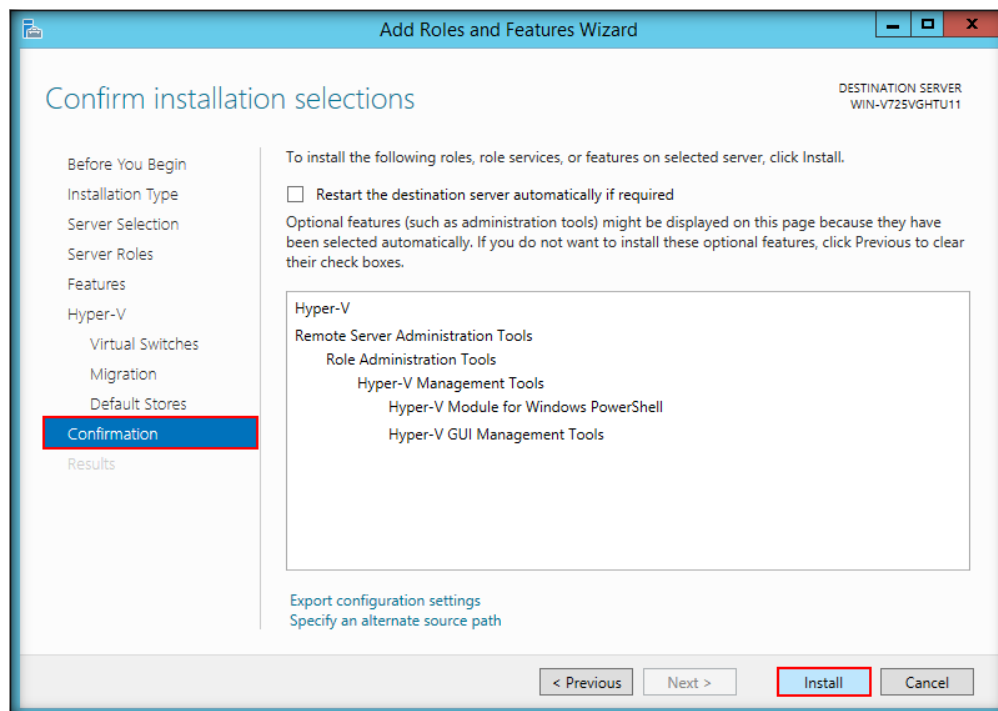 Add Roles and Features Wizard
Confirm installation selections
DESTINATION SERVER
WIN-V725VGHTU11
Before You Begin
Installation Type
Server Selection
Server Roles
Features
Hyper-V
Virtual Switches
Migration
Default Stores
Confirmation
Results
To install the following roles, role services, or features on selected server, click Install.
Restart the destination server automatically if required
Optional features (such as administration tools) might be displayed on this page because they have
been selected automatically. If you do not want to install these optional features, click Previous to clear
their check boxes.
Hyper-V
Remote Server Administration Tools
Role Administration Tools
Hyper-V Management Tools
Hyper-V Module for Windows PowerShell
Hyper-V GUI Management Tools
Export configuration settings
Specify an alternate source path
< Previous
Next >
Install
Cancel